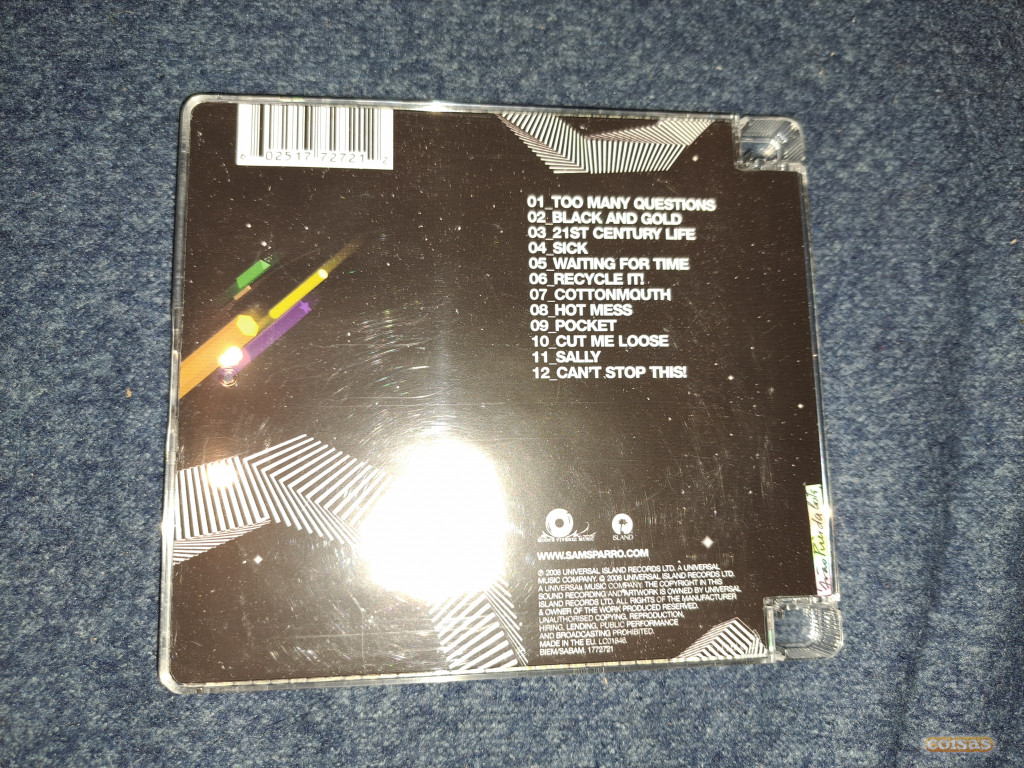 6 02517 72721 2
01_TOO MANY QUESTIONS
02_BLACK AND GOLD
03_21ST CENTURY LIFE
04_SICK
05_WAITING FOR TIME
06_RECYCLE IT!
07_COTTONMOUTH
08_HOT MESS
09_POCKET
10_CUT ME LOOSE
11_SALLY
12_CAN'T STOP THIS!
ISLAND
WWW.SAMSPARRO.COM
℗ 2008 UNIVERSAL ISLAND RECORDS LTD. A UNIVERSAL
MUSIC COMPANY. © 2008 UNIVERSAL ISLAND RECORDS LTD.
A UNIVERSAL MUSIC COMPANY. THE COPYRIGHT IN THIS
SOUND RECORDING AND ARTWORK IS OWNED BY UNIVERSAL
ISLAND RECORDS LTD. ALL RIGHTS OF THE MANUFACTURER
& OWNER OF THE WORK PRODUCED RESERVED.
UNAUTHORISED COPYING, REPRODUCTION,
HIRING, LENDING, PUBLIC PERFORMANCE
AND BROADCASTING PROHIBITED.
MADE IN THE EU. LC01846.
BIEM/SABAM. 1772721
coisas